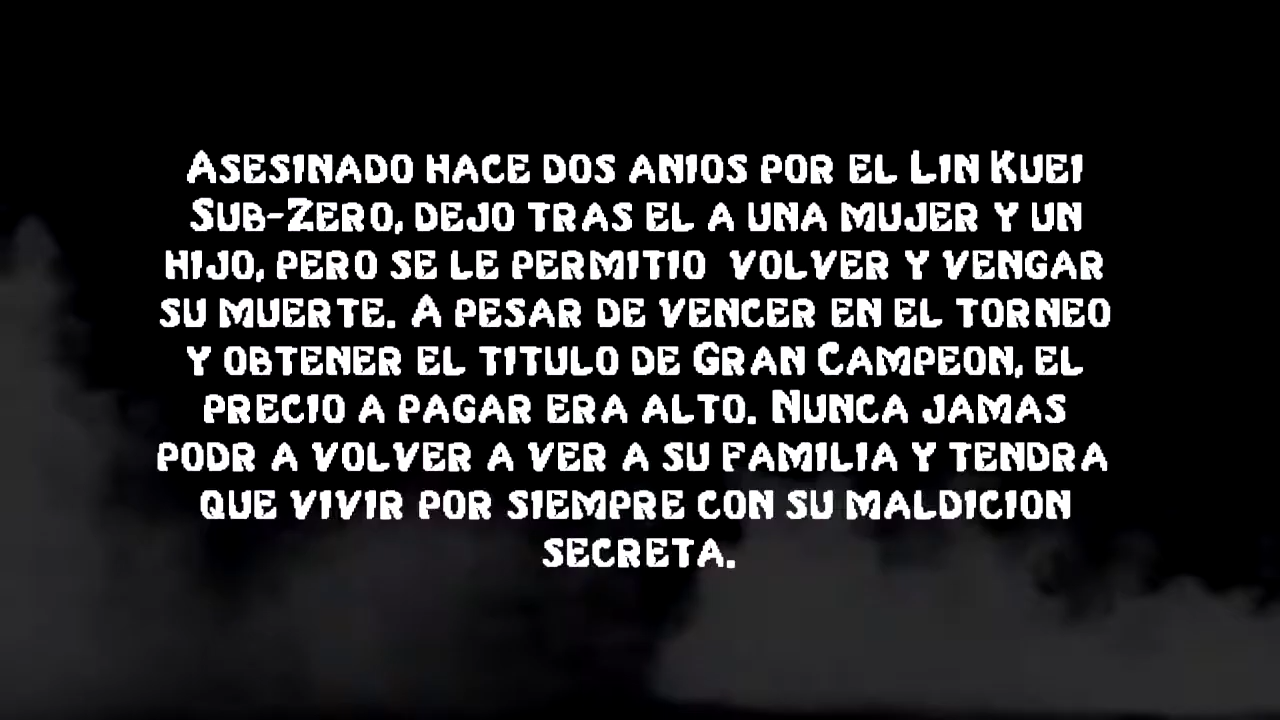 Asesinado hace dos anios por el Lin Kuei
Sub-Zero, dejo tras el a una mujer y un
hijo, pero se le permitio volver y vengar
su muerte. A pesar de vencer en el torneo
y obtener el titulo de Gran Campeon, el
precio a pagar era alto. Nunca jamas
podr a volver a ver a su familia y tendra
que vivir por siempre con su maldicion
secreta.